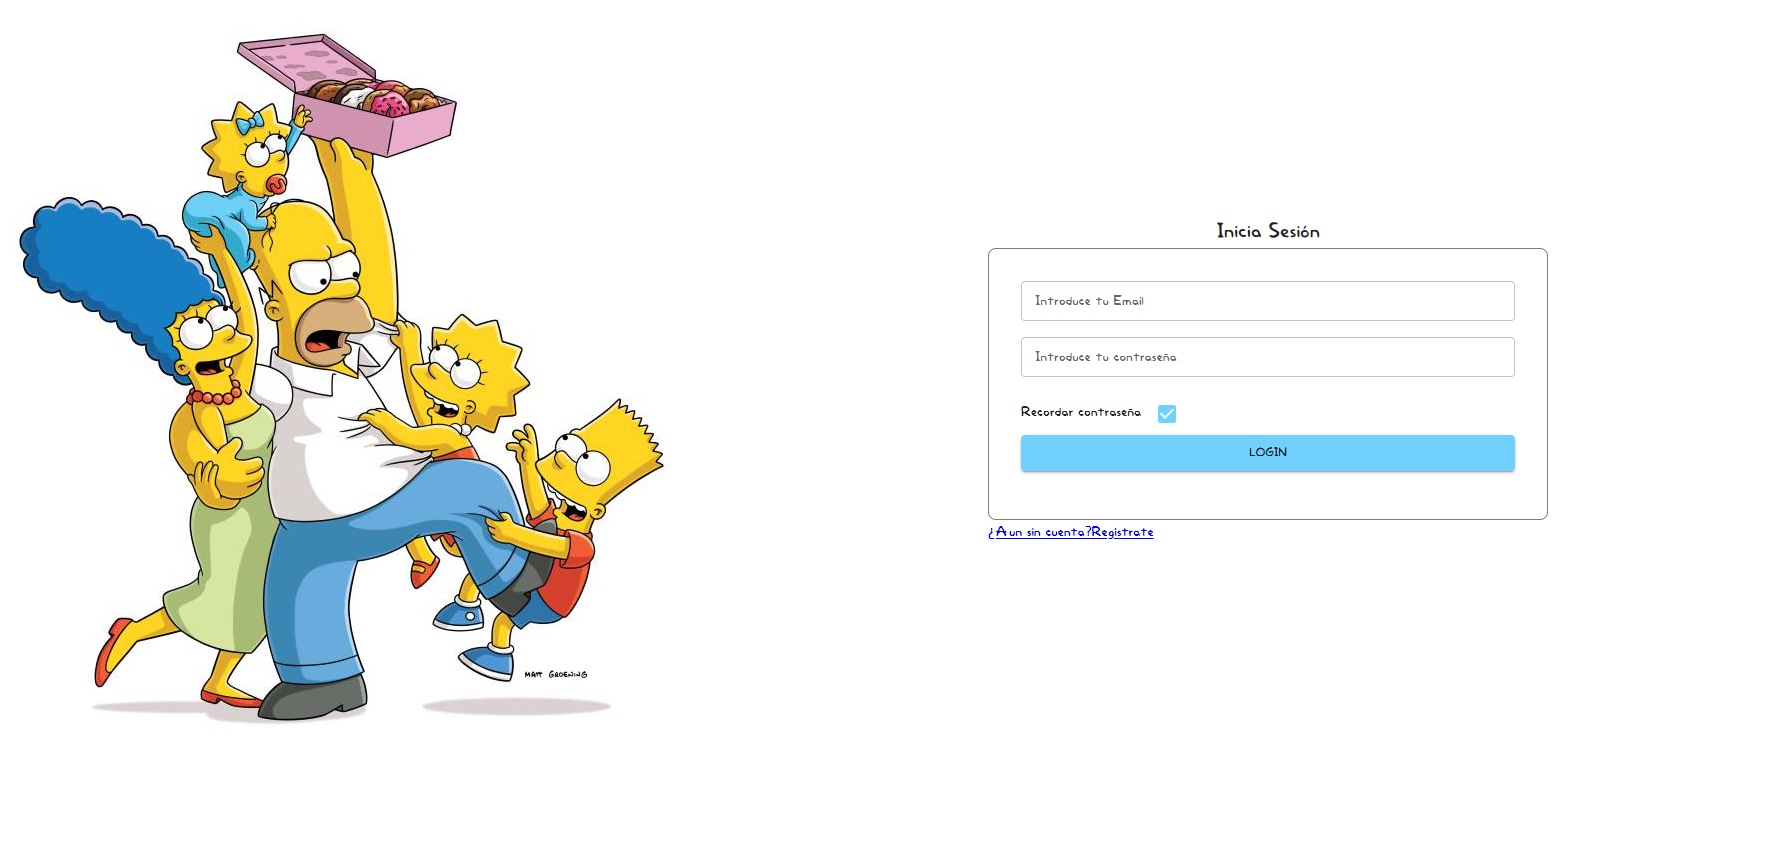 Inicia Sesión
Introduce tu Email
Introduce tu contraseña
Recordar contraseña
LOGIN
¿Aun sin cuenta?Registrate
MATT GROENING